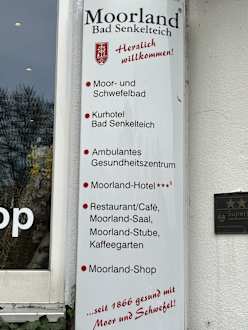 Moorland®
Bad Senkelteich
Herzlich
willkommen!
Moor- und
Schwefelbad
Kurhotel
Bad Senkelteich
Ambulantes
Gesundheitszentrum
Moorland-Hotel***S
Restaurant/Café,
Moorland-Saal,
Moorland-Stube,
Kaffeegarten
Moorland-Shop
...seit 1866 gesund mit
Moor und Schwefel!
op
★★★
Superior